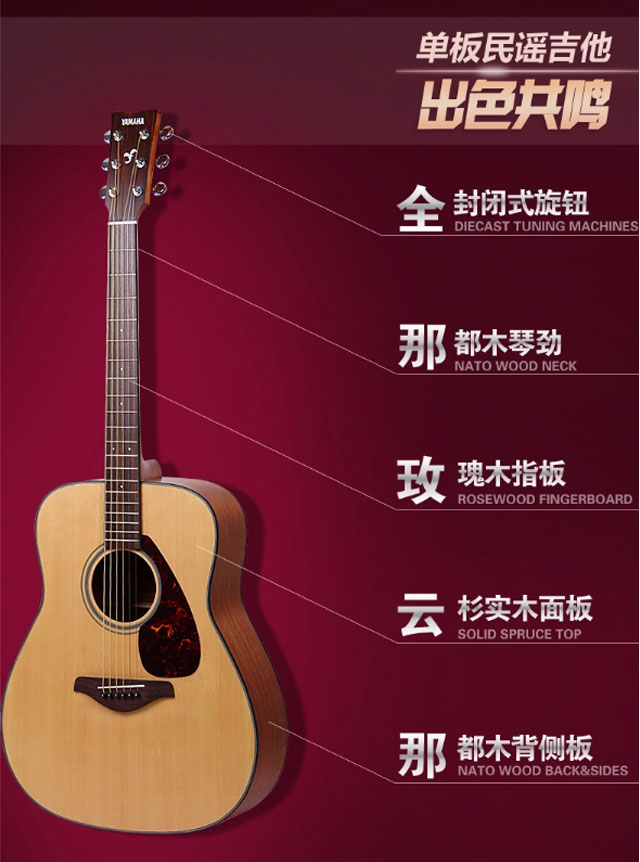 单板民谣吉他
出色共鸣
YAMAHA
全封闭式旋钮
DIECAST TUNING MACHINES
那都木琴劲
NATO WOOD NECK
玫瑰木指板
ROSEWOOD FINGERBOARD
云杉实木面板
SOLID SPRUCE TOP
那都木背侧板
NATO WOOD BACK&SIDES